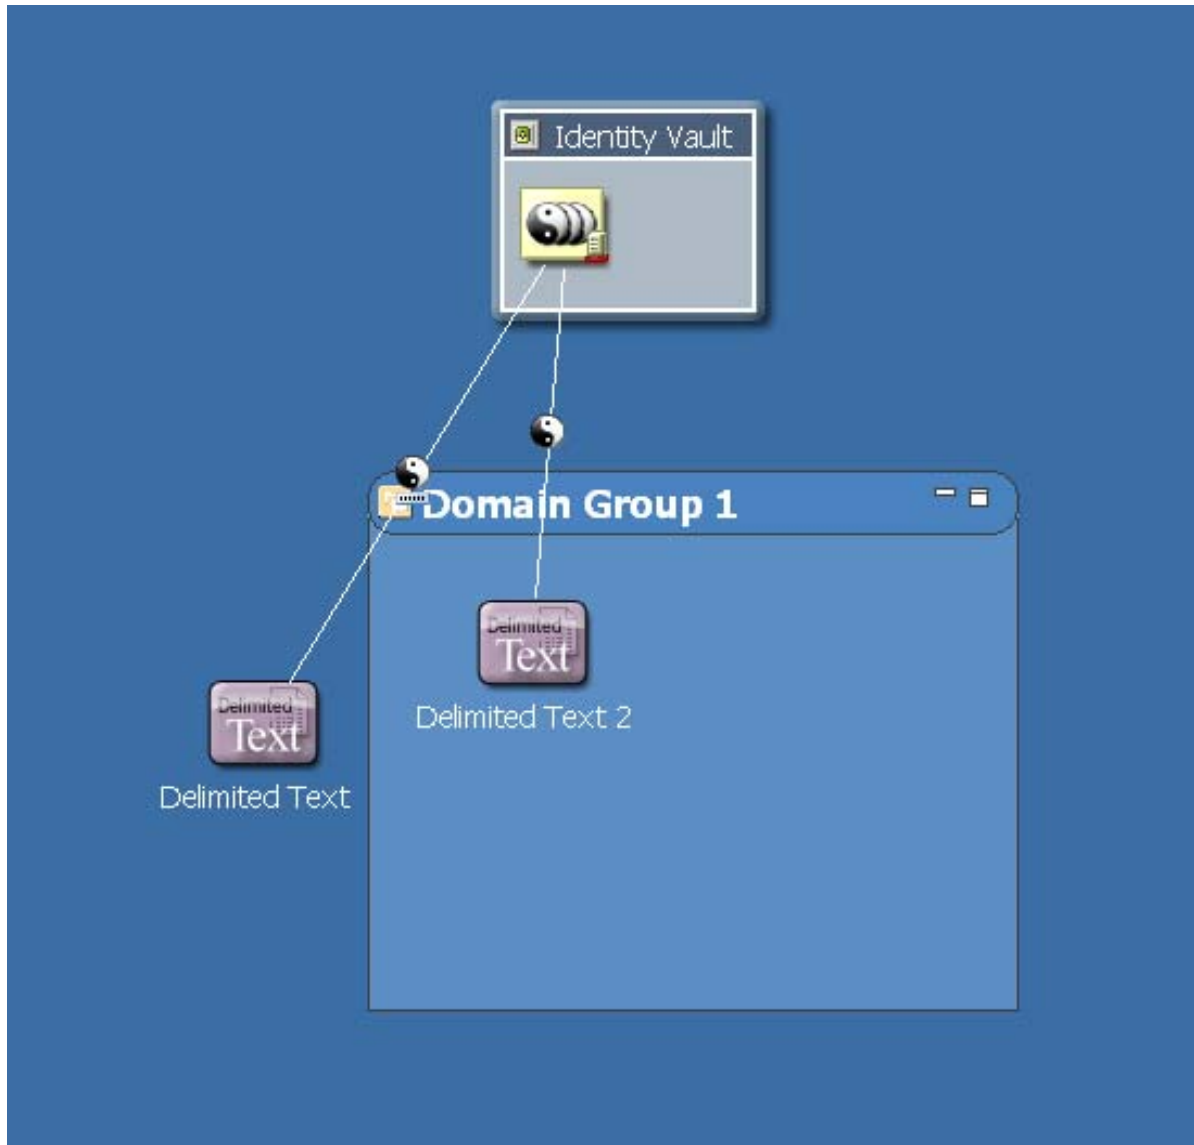 Identity Vault
Domain Group 1
Delimited
Text
Delimited Text 2
Delimited
Text
Delimited Text